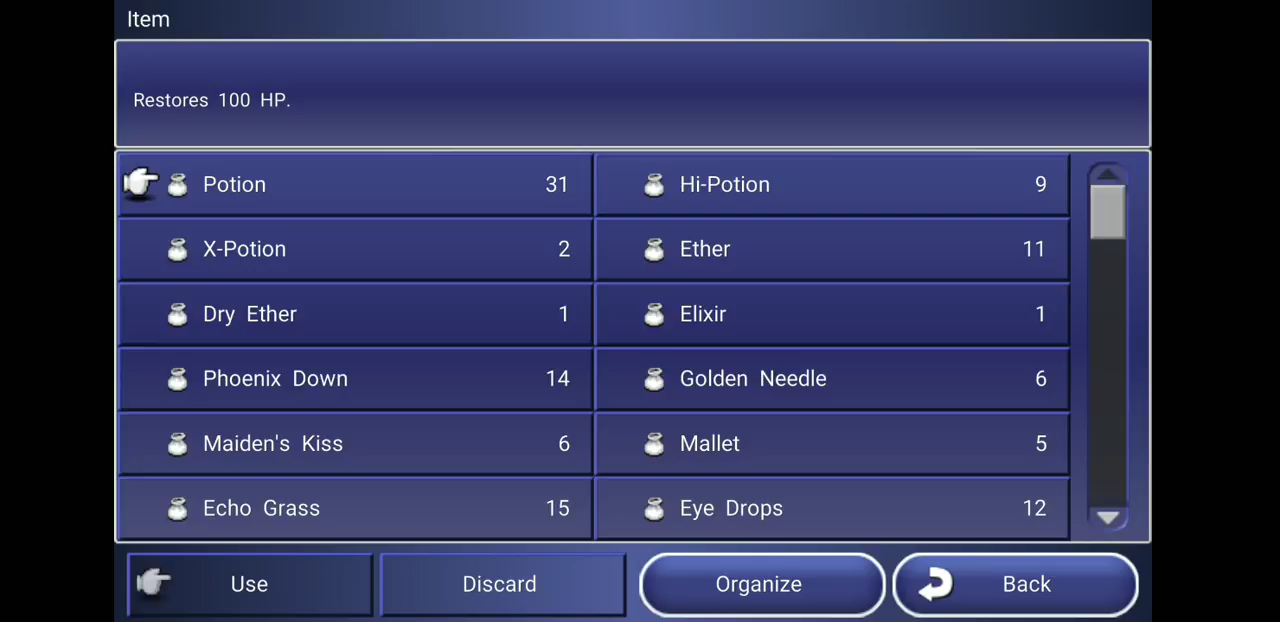 Item
Restores 100 HP.
Potion 31 Hi-Potion 9
X-Potion 2 Ether 11
Dry Ether 1 Elixir 1
Phoenix Down 14 Golden Needle 6
Maiden's Kiss 6 Mallet 5
Echo Grass 15 Eye Drops 12
Use Discard Organize Back